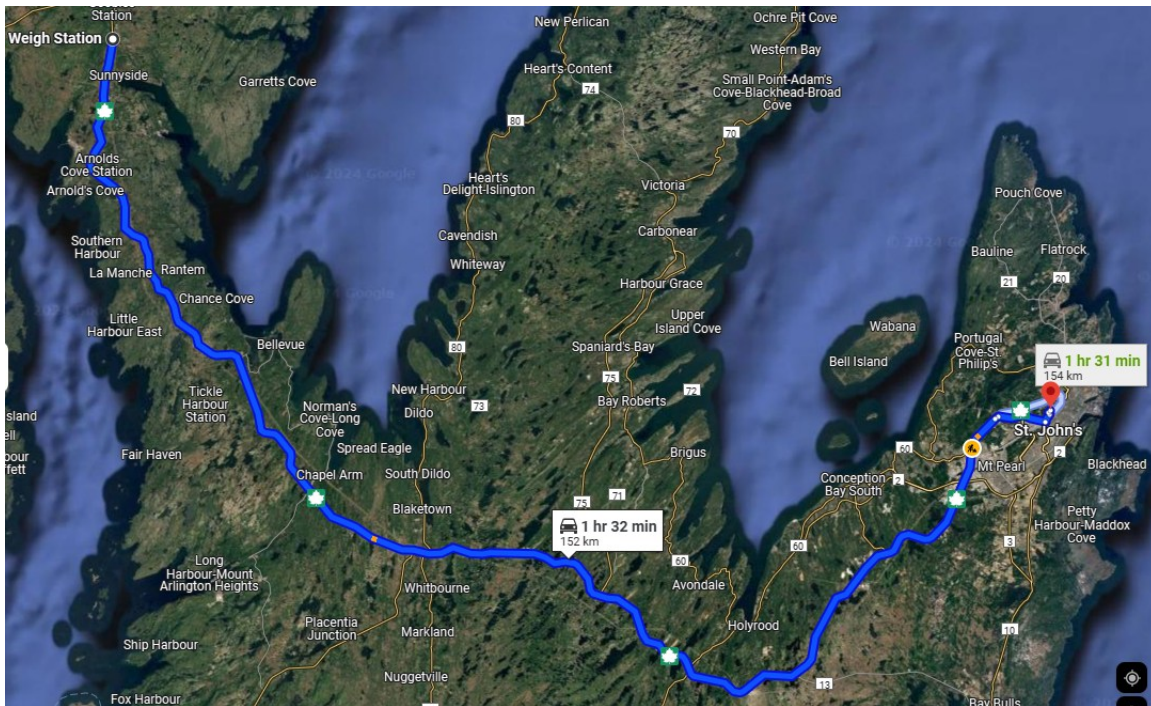 Station
New Perlican
Ochre Pit Cove
Weigh Station
Western Bay
Heart's Content
Sunnyside
Garretts Cove
74
Small Point-Adam's
Cove-Blackhead-Broad
Cove
80
70
Arnolds
Cove Station
Arnold's Cove
© 2024 Google
Heart's
Delight-Islington
Victoria
Pouch Cove
Cavendish
Carbonear
Southern
Harbour
© 2024 Google
Bauline
Flatrock
La Manche
Rantem
Whiteway
21
20
Harbour Grace
Chance Cove
Little
Harbour East
Upper
Island Cove
Wabana
Bellevue
80
Spaniard's Bay
Bell Island
Portugal
Cove-St
Philip's
1 hr 31 min
154 km
75
72
Tickle
Harbour
Station
New Harbour
73
Bay Roberts
Norman's
Cove-Long
Cove
Dildo
St. John's
Spread Eagle
60
2
Fair Haven
Brigus
Mt Pearl
Blackhead
Chapel Arm
South Dildo
Conception
Bay South
2
75
71
Blaketown
Petty
Harbour-Maddox
Cove
1 hr 32 min
152 km
3
60
60
Long
Harbour-Mount
Arlington Heights
Whitbourne
Avondale
Placentia
Junction
Markland
Holyrood
10
Ship Harbour
Nuggetville
13
Fox Harbour
Bay Bulls